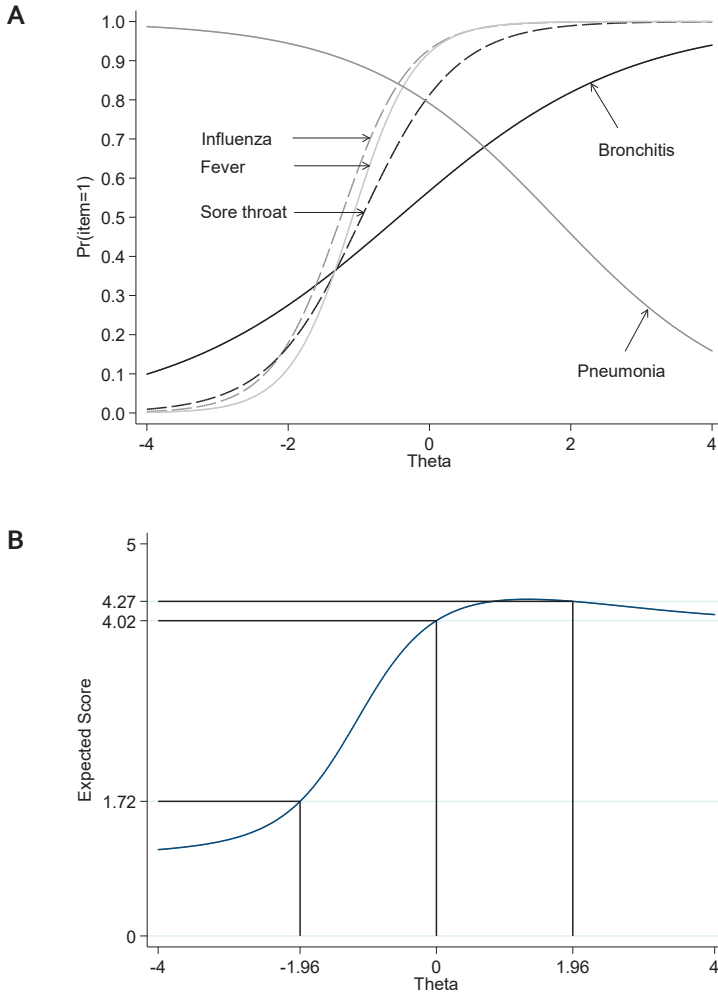 A
1.0
0.9
0.8
0.7
0.6
0.5
0.4
0.3
0.2
0.1
0.0
Pr(item=1)
Influenza
Fever
Sore throat
Bronchitis
Pneumonia
-4 -2 0 2 4
Theta
B
5
4.27
4.02
1.72
0
Expected Score
-4 -1.96 0 1.96 4
Theta